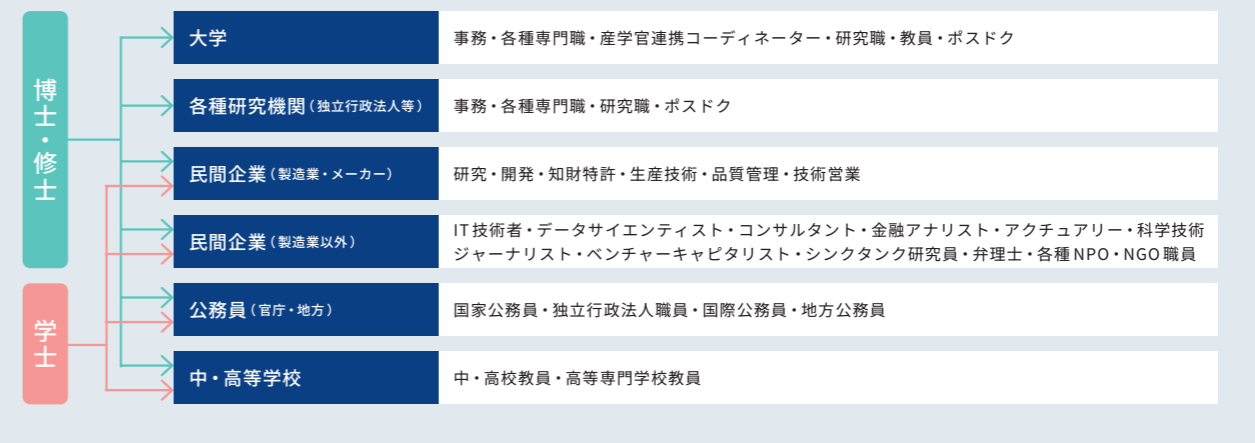 博士・修士
大学
事務・各種専門職・産学官連携コーディネーター・研究職・教員・ポスドク
各種研究機関（独立行政法人等）
事務・各種専門職・研究職・ポスドク
民間企業（製造業・メーカー）
研究・開発・知財特許・生産技術・品質管理・技術営業
民間企業（製造業以外）
IT技術者・データサイエンティスト・コンサルタント・金融アナリスト・アクチュアリー・科学技術
ジャーナリスト・ベンチャーキャピタリスト・シンクタンク研究員・弁理士・各種NPO・NGO職員
学士
公務員（官庁・地方）
国家公務員・独立行政法人職員・国際公務員・地方公務員
中・高等学校
中・高校教員・高等専門学校教員